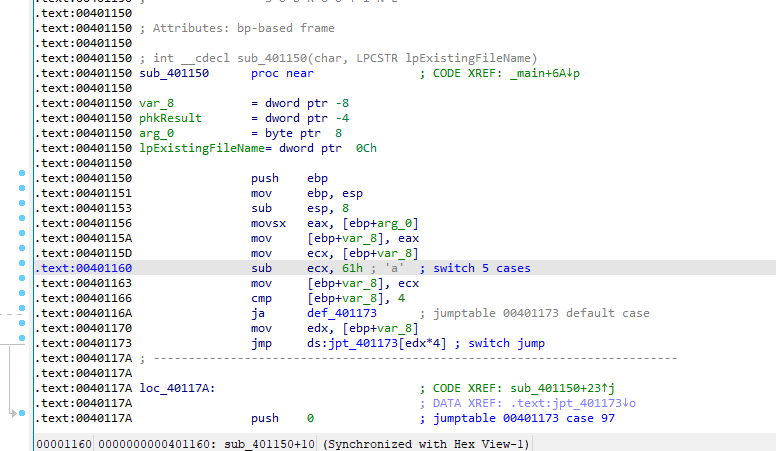 .text:00401150 ; S U B R O U T I N E
.text:00401150
.text:00401150 ; Attributes: bp-based frame
.text:00401150
.text:00401150 ; int __cdecl sub_401150(char, LPCSTR lpExistingFileName)
.text:00401150 sub_401150 proc near ; CODE XREF: _main+6A↓p
.text:00401150
.text:00401150 var_8 = dword ptr -8
.text:00401150 phkResult = dword ptr -4
.text:00401150 arg_0 = byte ptr 8
.text:00401150 lpExistingFileName= dword ptr 0Ch
.text:00401150
.text:00401150 push ebp
.text:00401151 mov ebp, esp
.text:00401153 sub esp, 8
.text:00401156 movsx eax, [ebp+arg_0]
.text:0040115A mov [ebp+var_8], eax
.text:0040115D mov ecx, [ebp+var_8]
.text:00401160 sub ecx, 61h ; 'a' ; switch 5 cases
.text:00401163 mov [ebp+var_8], ecx
.text:00401166 cmp [ebp+var_8], 4
.text:0040116A ja def_401173 ; jumptable 00401173 default case
.text:00401170 mov edx, [ebp+var_8]
.text:00401173 jmp ds:jpt_401173[edx*4] ; switch jump
.text:0040117A ; ---------------------------------------------------------------------------
.text:0040117A
.text:0040117A loc_40117A: ; CODE XREF: sub_401150+23↑j
.text:0040117A ; DATA XREF: .text:jpt_401173↓o
.text:0040117A push 0 ; jumptable 00401173 case 97
00001160 0000000000401160: sub_401150+10 (Synchronized with Hex View-1)